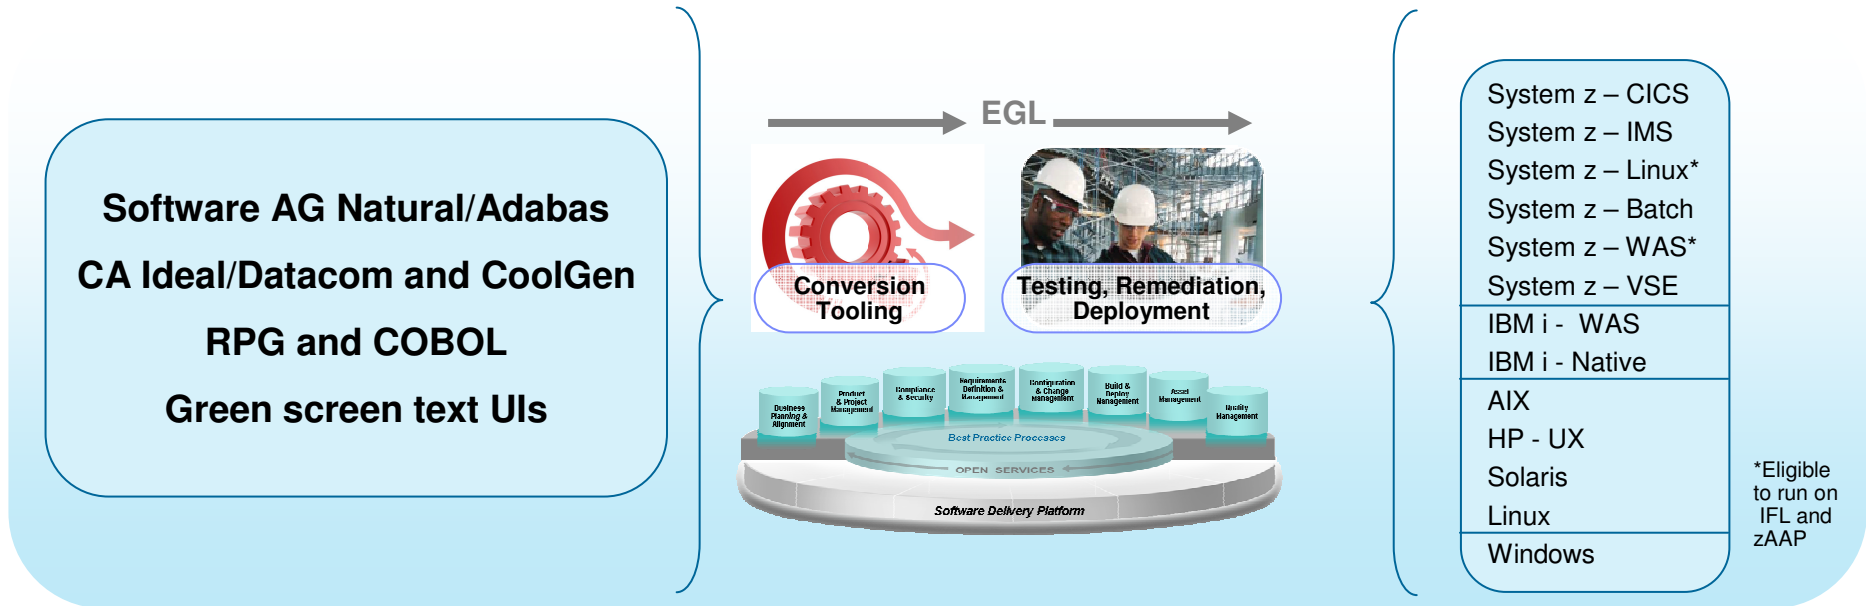 Software AG Natural/Adabas
CA Ideal/Datacom and CoolGen
RPG and COBOL
Green screen text UIs
EGL
Conversion
Tooling
Testing, Remediation,
Deployment
Business
Planning &
Alignment
Product
& Project
Management
Compliance
& Security
Requirements
Definition &
Management
Configuration
& Change
Management
Build &
Deploy
Management
Asset
Management
Quality
Management
Best Practice Processes
OPEN SERVICES
Software Delivery Platform
System z – CICS
System z – IMS
System z – Linux*
System z – Batch
System z – WAS*
System z – VSE
IBM i - WAS
IBM i - Native
AIX
HP - UX
Solaris
Linux
Windows
*Eligible
to run on
IFL and
zAAP